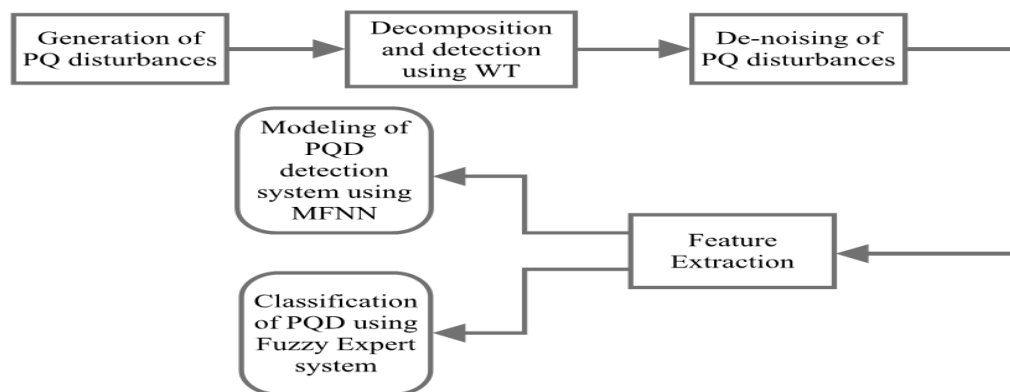 Generation of
PQ disturbances
Decomposition
and detection
using WT
De-noising of
PQ disturbances
Modeling of
PQD
detection
system using
MFNN
Feature
Extraction
Classification
of PQD using
Fuzzy Expert
system